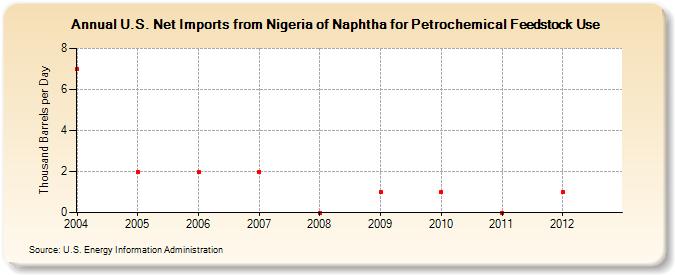 Annual U.S. Net Imports from Nigeria of Naphtha for Petrochemical Feedstock Use
Thousand Barrels per Day
8
6
4
2
0
2004 2005 2006 2007 2008 2009 2010 2011 2012
Source: U.S. Energy Information Administration